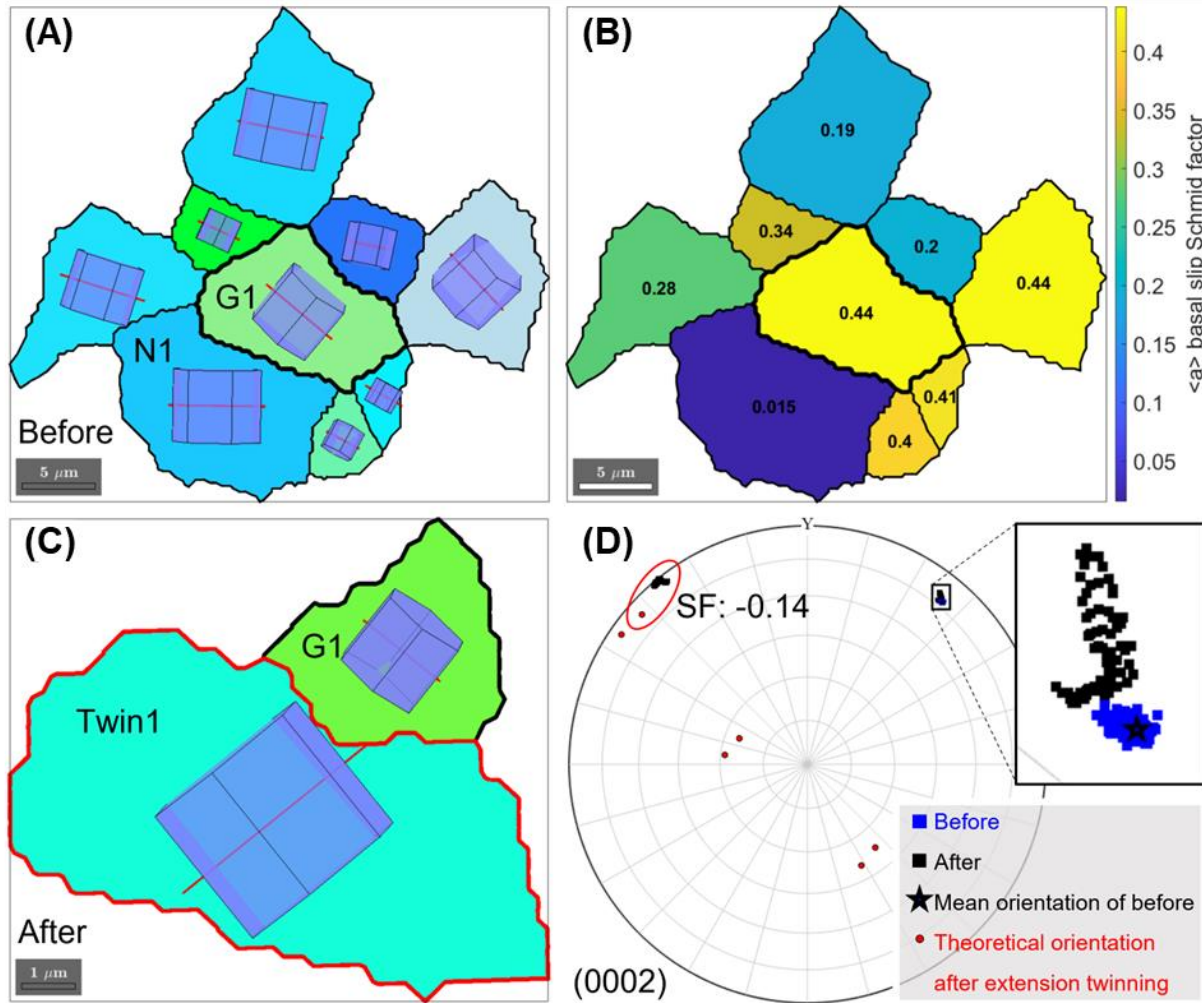 (A)
G1
N1
Before
5 μm
(B)
0.19
0.34
0.2
0.28
0.44
0.44
0.015
0.41
0.4
5 μm
0.4
0.35
0.3
0.25
0.2
0.15
0.1
0.05
<a> basal slip Schmid factor
(C)
G1
Twin1
After
1 μm
(D)
Y
SF: -0.14
Before
After
Mean orientation of before
Theoretical orientation
after extension twinning
(0002)